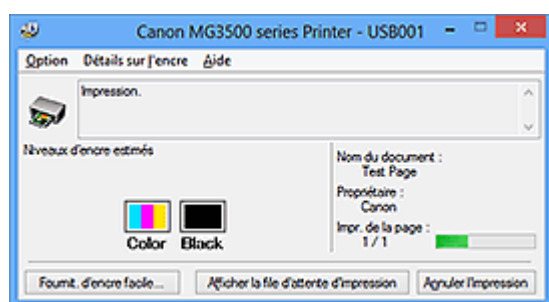 Canon MG3500 series Printer - USB001
Option Détails sur l'encre Aide
Impression.
Niveaux d'encre estimés
Nom du document :
Test Page
Propriétaire :
Canon
Impr. de la page :
1 / 1
Color Black
Fournit. d'encre facile... Afficher la file d'attente d'impression Annuler l'impression